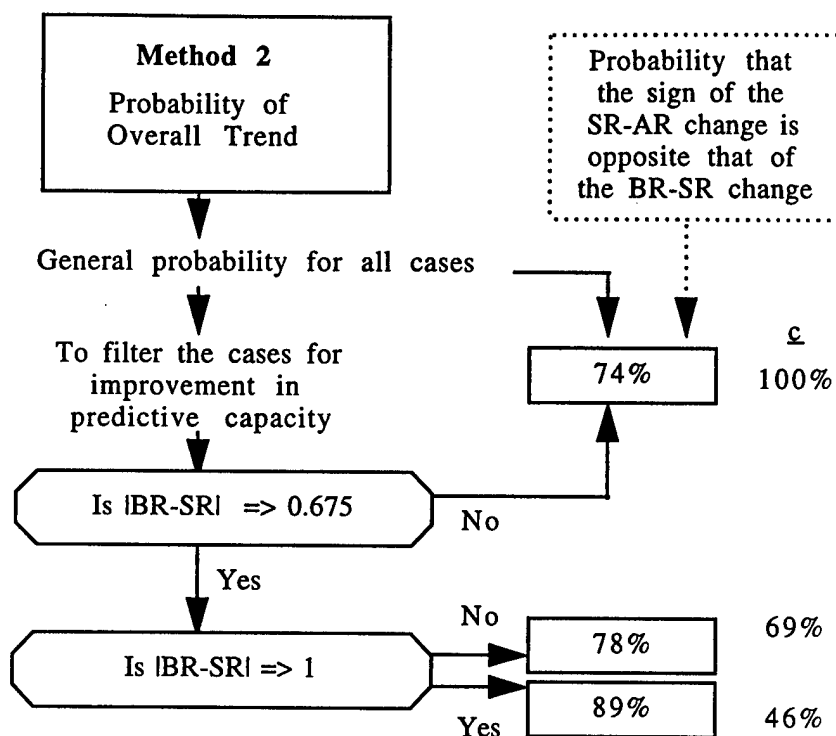 Method 2
Probability of
Overall Trend
Probability that
the sign of the
SR-AR change is
opposite that of
the BR-SR change
General probability for all cases
To filter the cases for
improvement in
predictive capacity
c
74%
100%
Is |BR-SR| => 0.675
No
Yes
Is |BR-SR| => 1
No
78%
69%
Yes
89%
46%